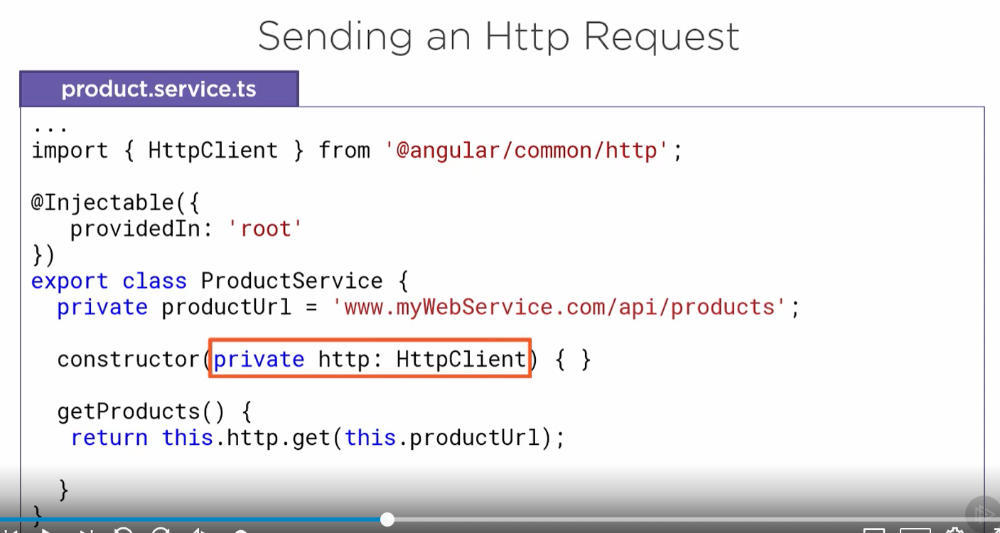 Sending an Http Request
product.service.ts
...
import { HttpClient } from '@angular/common/http';
@Injectable({
   providedIn: 'root'
})
export class ProductService {
  private productUrl = 'www.myWebService.com/api/products';
  constructor(private http: HttpClient) { }
  getProducts() {
   return this.http.get(this.productUrl);
  }
}